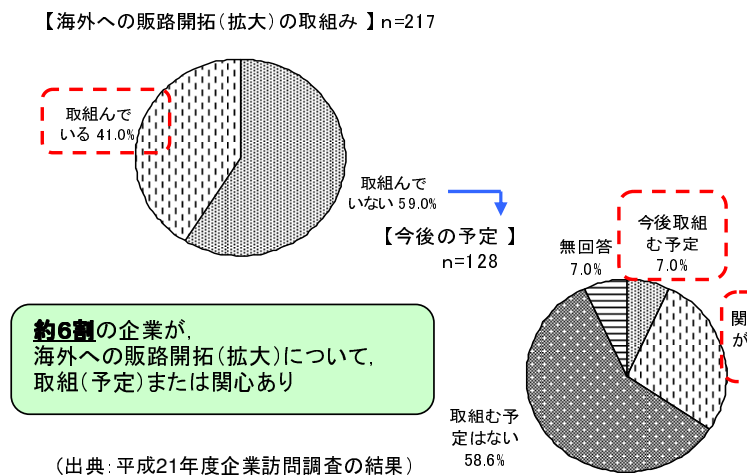 【海外への販路開拓（拡大）の取組み 】n=217
取組んで
いる 41.0%
取組んで
いない 59.0%
【今後の予定 】
n=128
無回答
7.0%
今後取組
む予定
7.0%
関
が
約6割の企業が，
海外への販路開拓（拡大）について，
取組（予定）または関心あり
取組む予
定はない
58.6%
（出典：平成21年度企業訪問調査の結果）